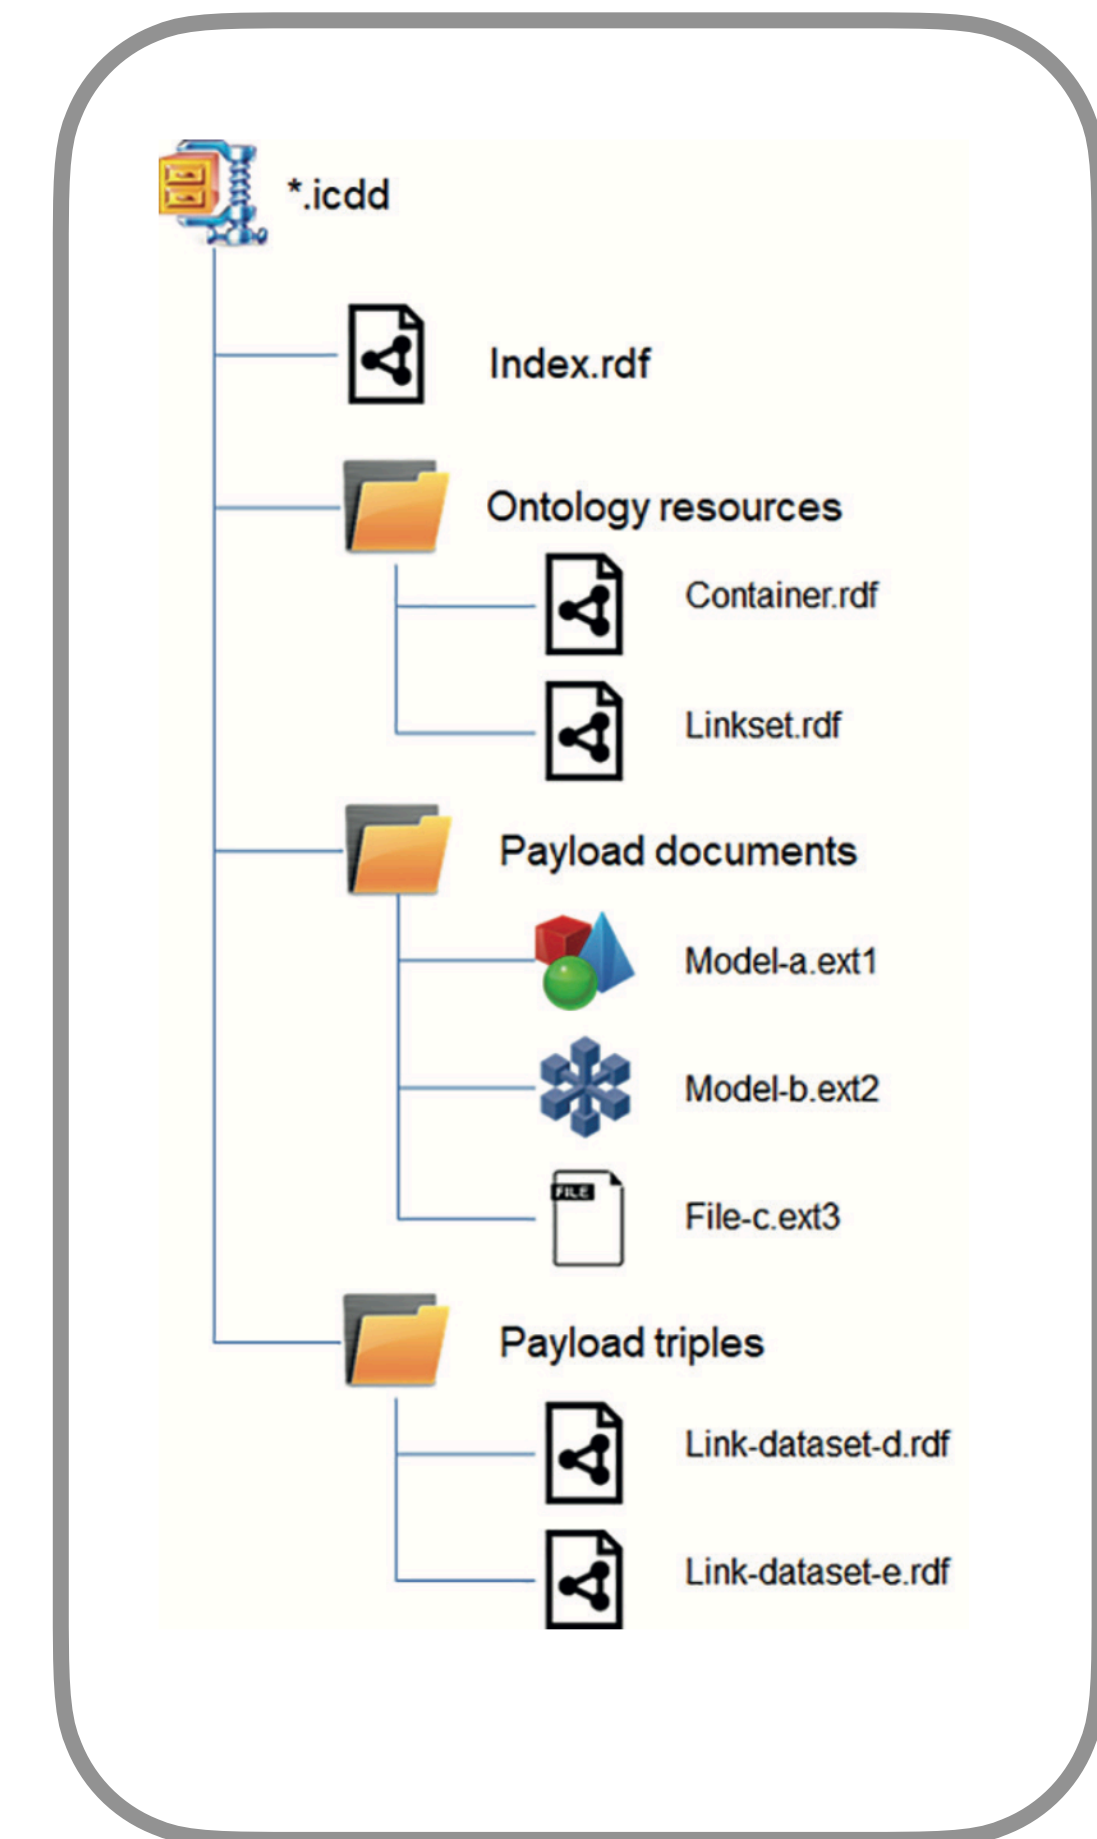 *.icdd
Index.rdf
Ontology resources
Container.rdf
Linkset.rdf
Payload documents
Model-a.ext1
Model-b.ext2
FILE
File-c.ext3
Payload triples
Link-dataset-d.rdf
Link-dataset-e.rdf